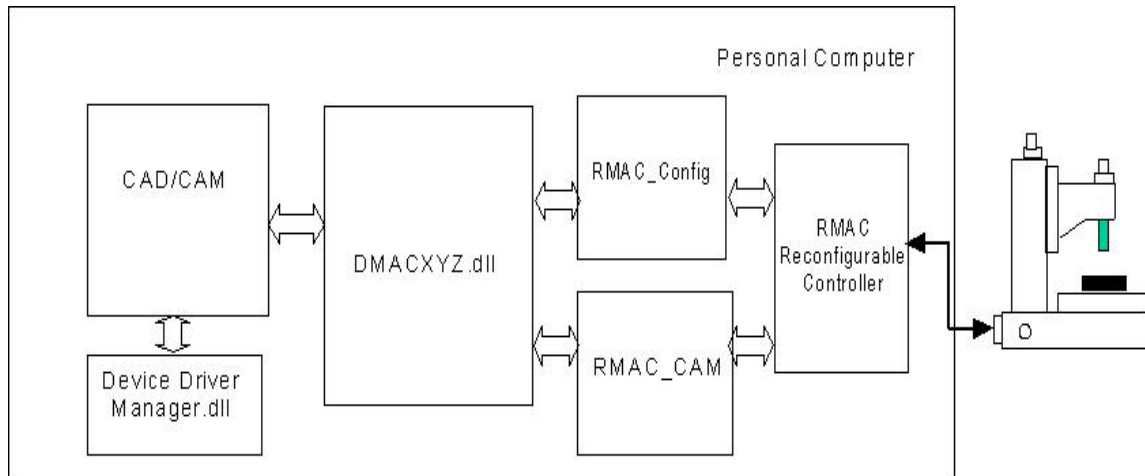 Personal Computer
CAD/CAM
DMACXYZ.dll
RMAC_Config
RMAC
Reconfigurable
Controller
RMAC_CAM
Device Driver
Manager.dll